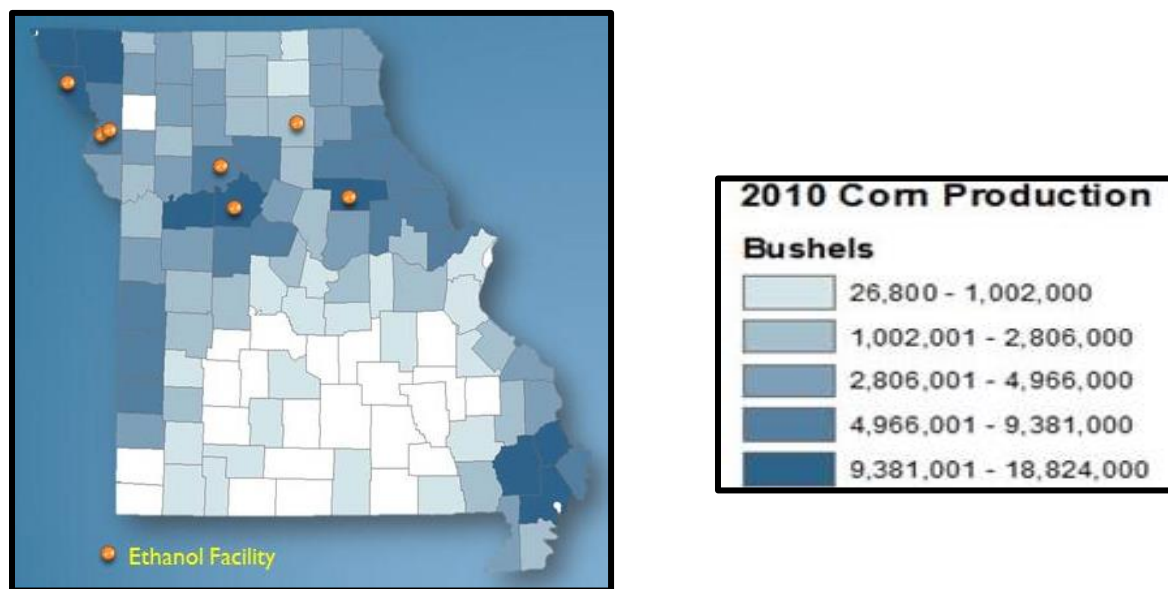 Ethanol Facility
2010 Corn Production
Bushels
26,800 - 1,002,000
1,002,001 - 2,806,000
2,806,001 - 4,966,000
4,966,001 - 9,381,000
9,381,001 - 18,824,000